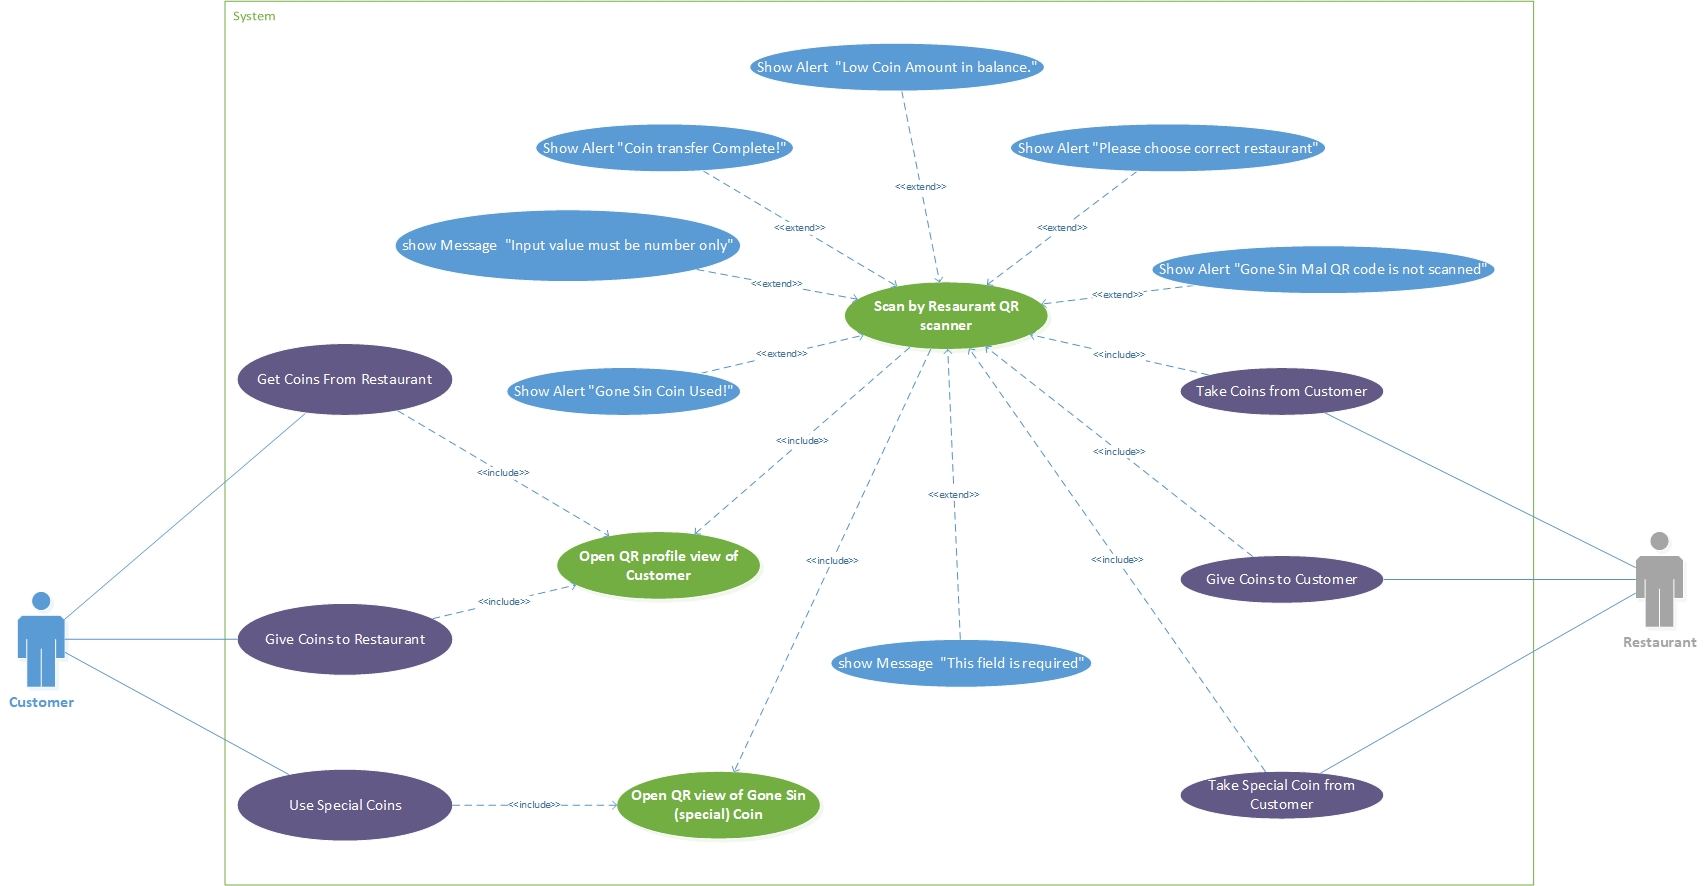 System
Show Alert  "Low Coin Amount in balance."
Show Alert "Coin transfer Complete!"
Show Alert "Please choose correct restaurant"
<<extend>>
<<extend>>
<<extend>>
show Message  "Input value must be number only"
Show Alert "Gone Sin Mal QR code is not scanned"
<<extend>>
<<extend>>
Scan by Resaurant QR
scanner
<<extend>>
<<include>>
Get Coins From Restaurant
Show Alert "Gone Sin Coin Used!"
Take Coins from Customer
<<include>>
<<include>>
<<include>>
<<extend>>
Open QR profile view of
Customer
<<include>>
<<include>>
Give Coins to Customer
<<include>>
Give Coins to Restaurant
Restaurant
show Message  "This field is required"
Customer
Use Special Coins
<<include>>
Open QR view of Gone Sin
(special) Coin
Take Special Coin from
Customer